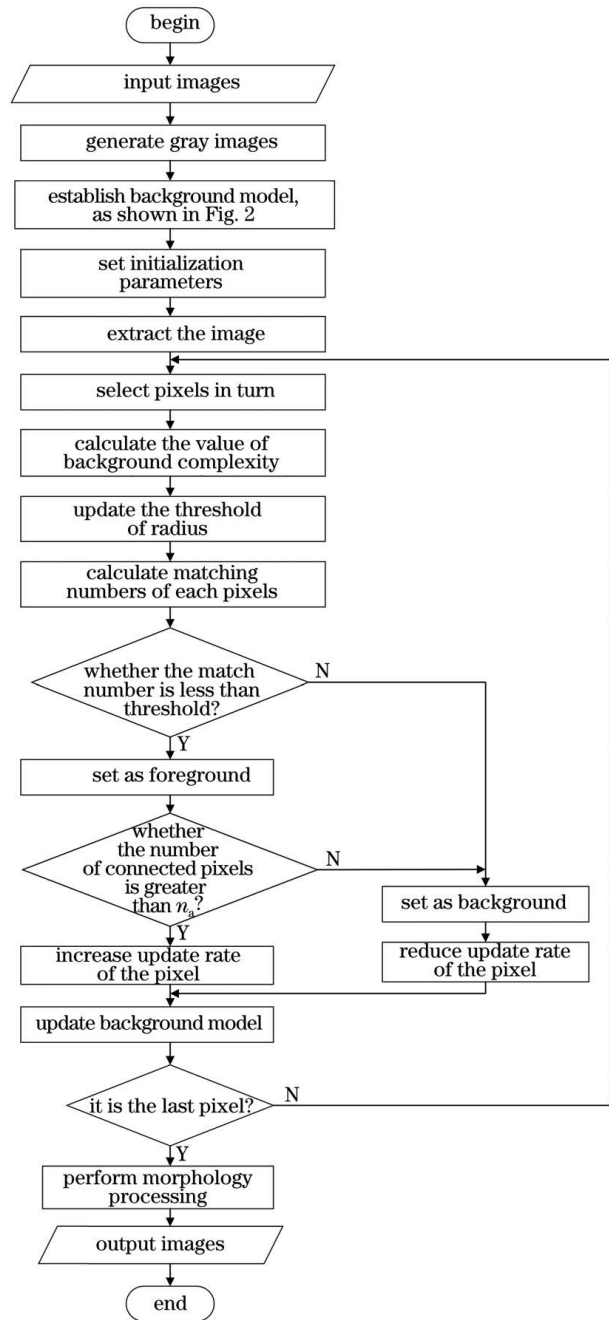 begin
input images
generate gray images
establish background model,
as shown in Fig. 2
set initialization
parameters
extract the image
select pixels in turn
calculate the value of
background complexity
update the threshold
of radius
calculate matching
numbers of each pixels
whether the match
number is less than
threshold?
N
Y
set as foreground
whether
the number
of connected pixels
is greater
than nₐ?
N
Y
set as background
increase update rate
of the pixel
reduce update rate
of the pixel
update background model
it is the last pixel?
N
Y
perform morphology
processing
output images
end